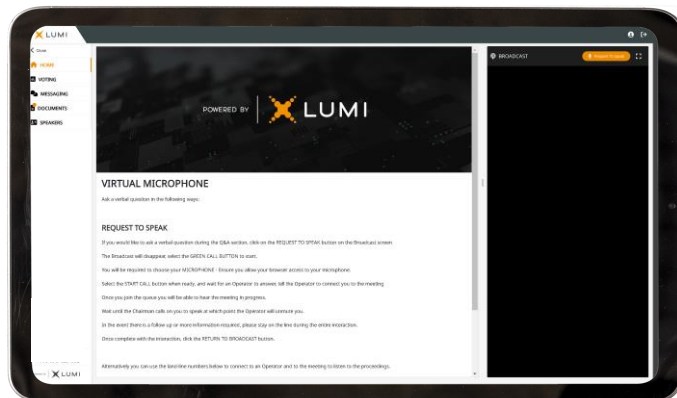 LUMI
Close
HOME
VOTING
MESSAGING
DOCUMENTS
SPEAKERS
POWERED BY LUMI
BROADCAST
Request to speak
VIRTUAL MICROPHONE
Ask a verbal question in the following ways:
REQUEST TO SPEAK
If you would like to ask a verbal question during the Q&A section, click on the REQUEST TO SPEAK button on the Broadcast screen.
The Broadcast will disappear, select the GREEN CALL BUTTON to start.
You will be required to choose your MICROPHONE - Ensure you allow your browser access to your microphone.
Select the START CALL button when ready, and wait for an Operator to answer, tell the Operator to connect you to the meeting
Once you join the queue you will be able to hear the meeting in progress.
Wait until the Chairman calls on you to speak at which point the Operator will unmute you.
In the event there is a follow up or more information required, please stay on the line during the entire interaction.
Once complete with the interaction, click the RETURN TO BROADCAST button.
Alternatively you can use the land line numbers below to connect to an Operator and to the meeting to listen to the proceedings.
LUMI